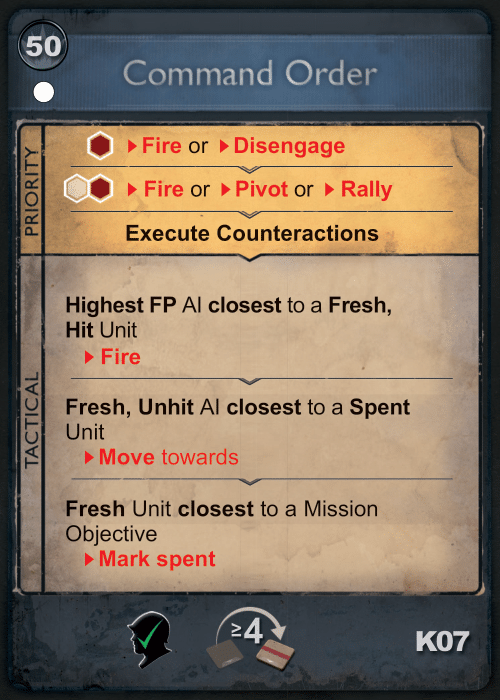 50
Command Order
PRIORITY
Fire or Disengage
Fire or Pivot or Rally
Execute Counteractions
TACTICAL
Highest FP AI closest to a Fresh,
Hit Unit
Fire
Fresh, Unhit AI closest to a Spent
Unit
Move towards
Fresh Unit closest to a Mission
Objective
Mark spent
≥4
K07